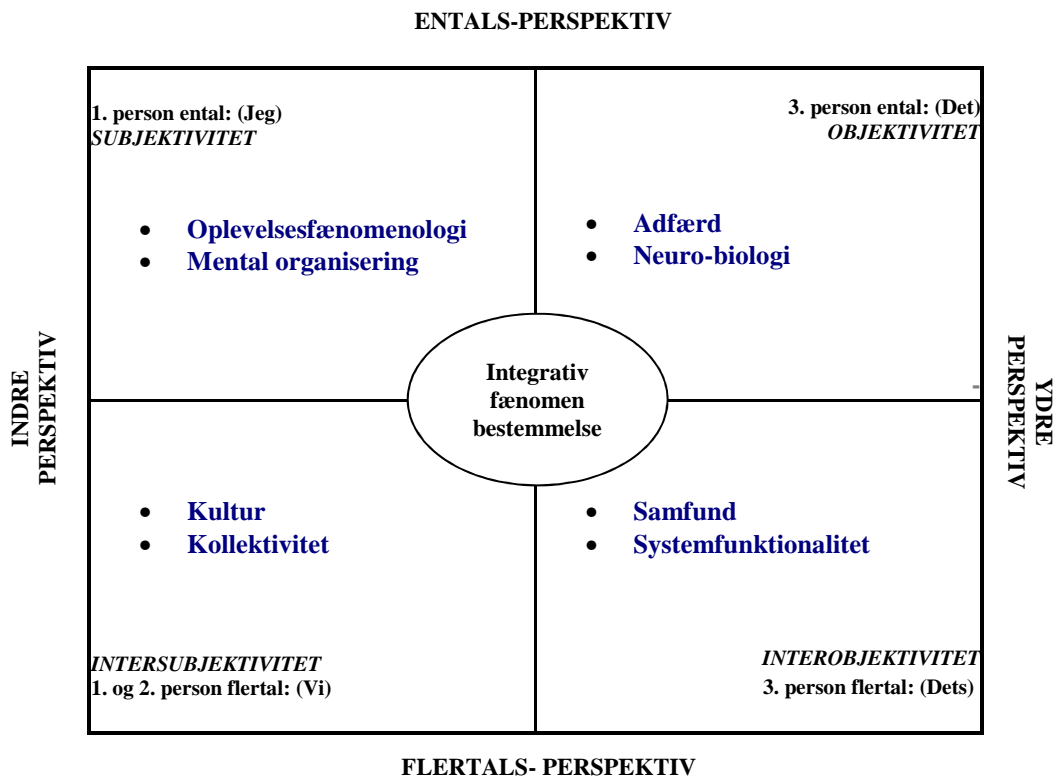 ENTALS-PERSPEKTIV
1. person ental: (Jeg)
SUBJEKTIVITET
3. person ental: (Det)
OBJEKTIVITET
• Oplevelsesfænomenologi
• Mental organisering
• Adfærd
• Neuro-biologi
INDRE
PERSPEKTIV
Integrativ
fænomen
bestemmelse
YDRE
PERSPEKTIV
• Kultur
• Kollektivitet
• Samfund
• Systemfunktionalitet
INTERSUBJEKTIVITET
1. og 2. person flertal: (Vi)
INTEROBJEKTIVITET
3. person flertal: (Dets)
FLERTALS- PERSPEKTIV